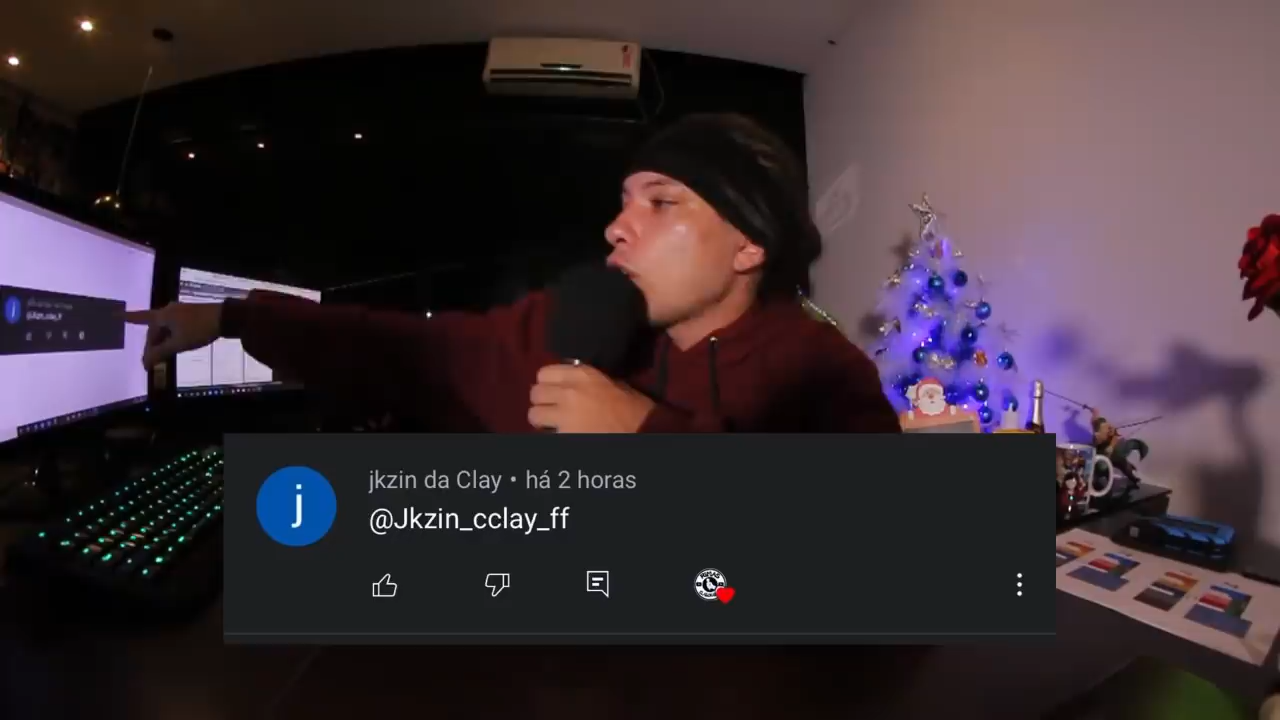 jkzin da Clay • há 2 horas
@Jkzin_cclay_ff
j